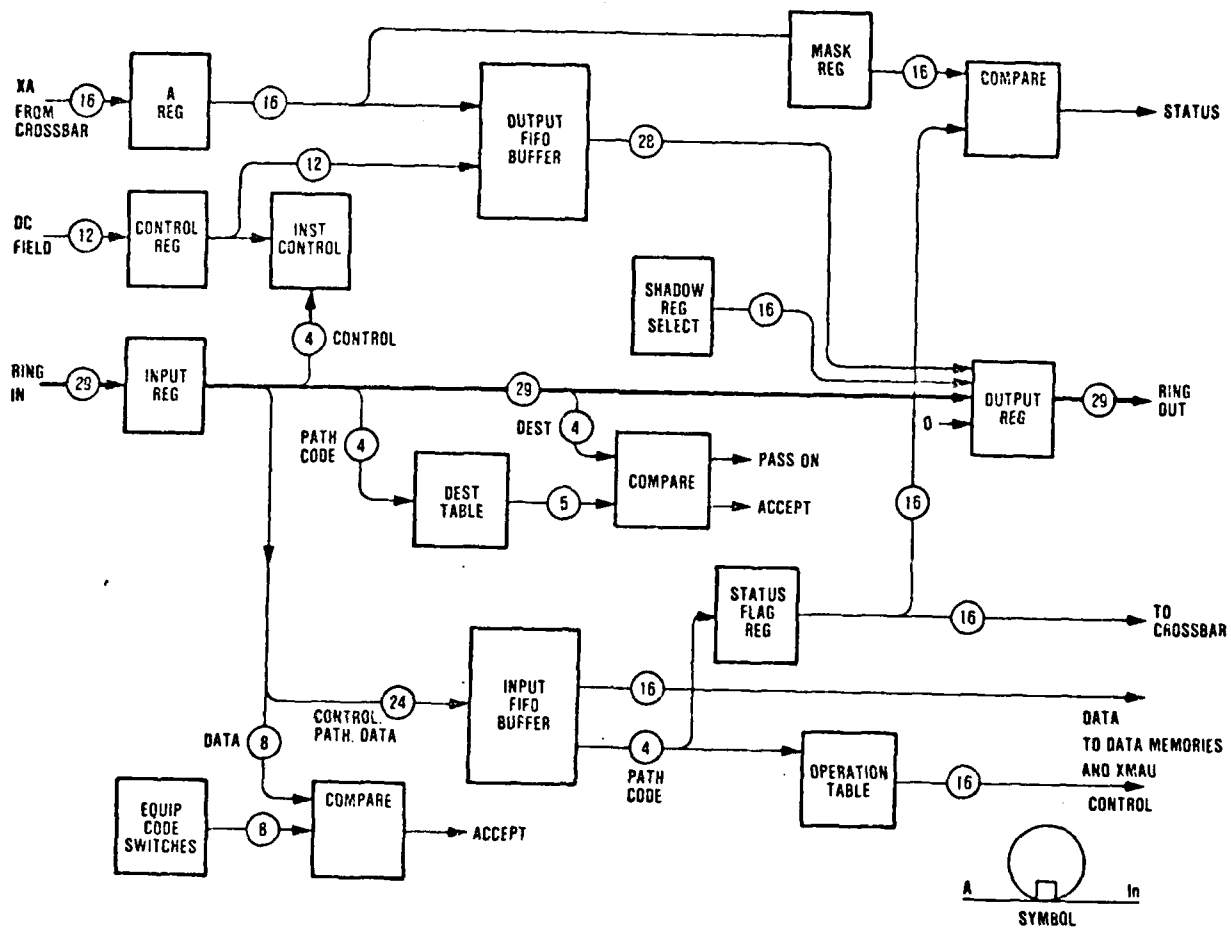 XA
FROM
CROSSBAR
16
A
REG
16
MASK
REG
16
COMPARE
STATUS
OUTPUT
FIFO
BUFFER
28
12
DC
FIELD
12
CONTROL
REG
INST
CONTROL
SHADOW
REG
SELECT
16
4
CONTROL
RING
IN
29
INPUT
REG
29
OUTPUT
REG
29
RING
OUT
0
PATH
CODE
4
DEST
4
COMPARE
PASS ON
ACCEPT
DEST
TABLE
5
16
STATUS
FLAG
REG
16
TO
CROSSBAR
INPUT
FIFO
BUFFER
16
24
CONTROL.
PATH. DATA
DATA
8
4
PATH
CODE
OPERATION
TABLE
16
DATA
TO DATA MEMORIES
AND XMAU
CONTROL
EQUIP
CODE
SWITCHES
8
COMPARE
ACCEPT
A
In
SYMBOL